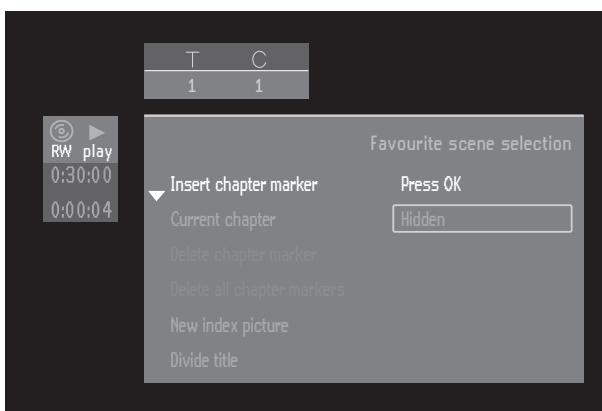 T C
1 1
RW play
0:30:00
0:00:04
Favourite scene selection
Insert chapter marker Press OK
Current chapter Hidden
Delete chapter marker
Delete all chapter markers
New index picture
Divide title